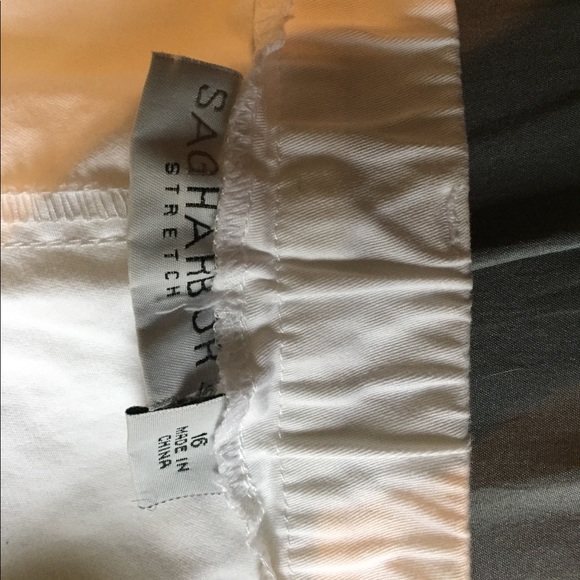 SAG HARBOR
STRETCH
16
MADE IN
CHINA